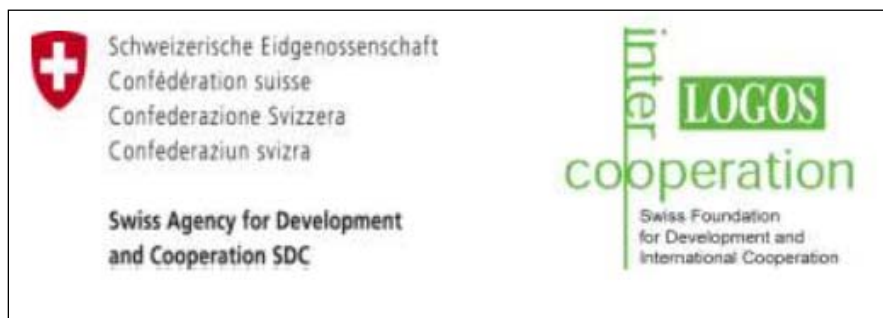 Schweizerische Eidgenossenschaft
Confédération suisse
Confederazione Svizzera
Confederaziun svizra
Swiss Agency for Development
and Cooperation SDC
inter
LOGOS
cooperation
Swiss Foundation
for Development and
International Cooperation